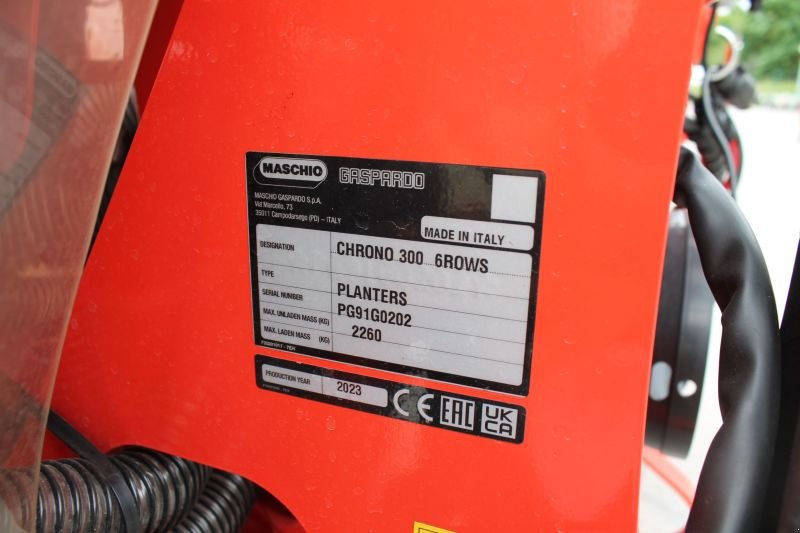 MASCHIO GASPARDO
MASCHIO GASPARDO S.p.A.
Via Marcello, 73
35011 Campodarsego (PD) – ITALY
MADE IN ITALY
DESIGNATION CHRONO 300 6ROWS
TYPE
SERIAL NUMBER PLANTERS
MAX. UNLADEN MASS (KG) PG91G0202
MAX. LADEN MASS (KG) 2260
PRODUCTION YEAR 2023
CE EAC UK CA